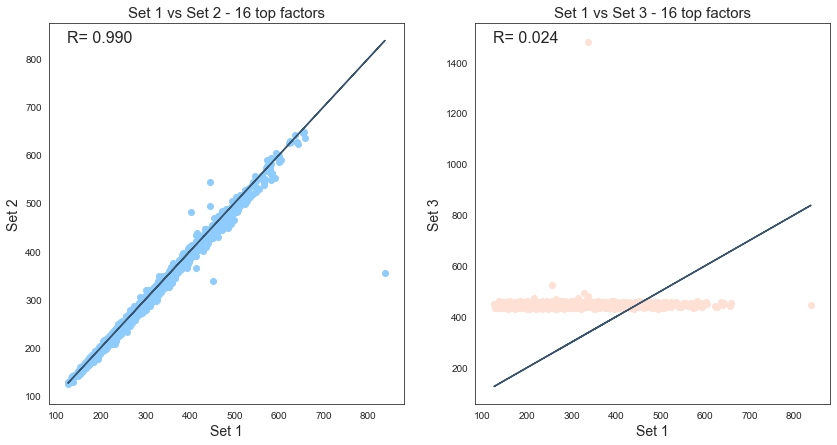 Set 1 vs Set 2 - 16 top factors
R= 0.990
800
700
600
500
400
300
200
100
Set 2
100 200 300 400 500 600 700 800
Set 1
Set 1 vs Set 3 - 16 top factors
R= 0.024
1400
1200
1000
800
600
400
200
Set 3
100 200 300 400 500 600 700 800
Set 1